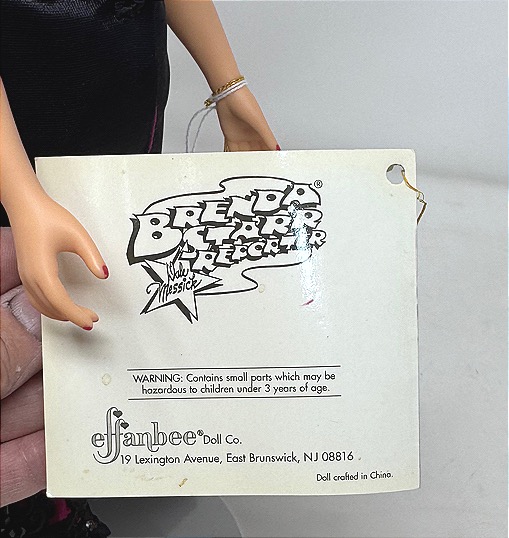 BRENDA®
STARR
REPORTER
Dale
Messick
WARNING: Contains small parts which may be
hazardous to children under 3 years of age.
effanbee® Doll Co.
19 Lexington Avenue, East Brunswick, NJ 08816
Doll crafted in China.